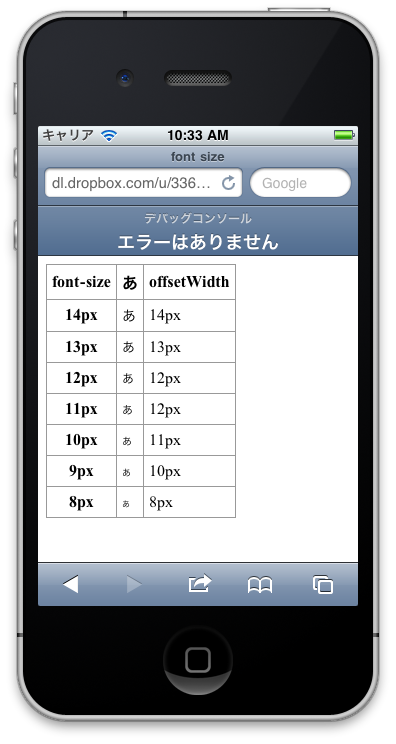 キャリア 10:33 AM
font size
dl.dropbox.com/u/336... Google
デバッグコンソール
エラーはありません
font-size あ offsetWidth
14px あ 14px
13px あ 13px
12px あ 12px
11px あ 12px
10px あ 11px
9px あ 10px
8px あ 8px